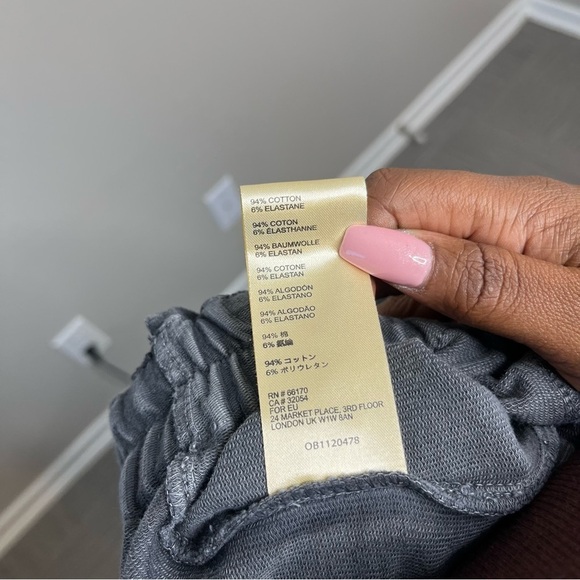 94% COTTON
6% ELASTANE
94% COTON
6% ÉLASTHANNE
94% BAUMWOLLE
6% ELASTAN
94% COTONE
6% ELASTAN
94% ALGODÓN
6% ELASTANO
94% ALGODÃO
6% ELASTANO
94% 棉
6%
94% コットン
6% ポリウレタン
RN # 66170
CA # 32054
FOR EU
24 MARKET PLACE, 3RD FLOOR
LONDON UK W1W 8AN
OB1120478